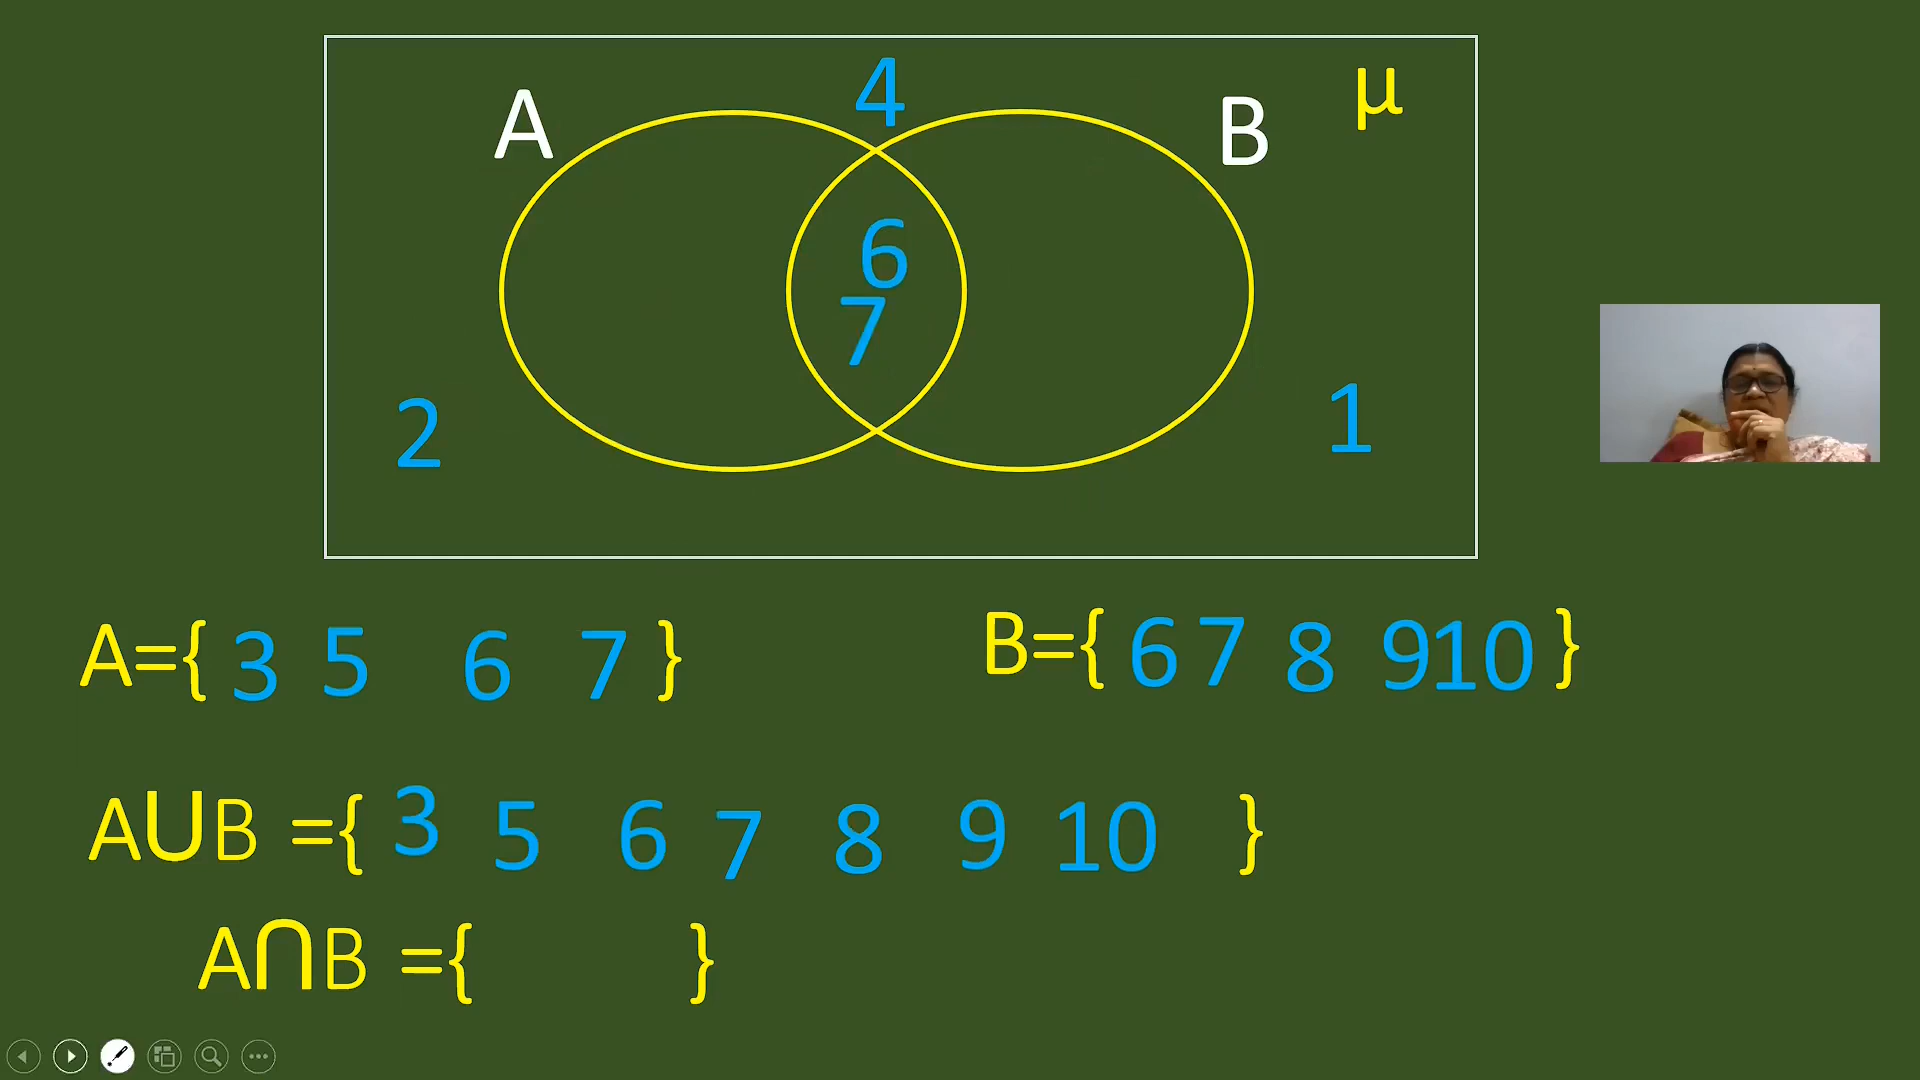 4
A B μ
6
7
2 1
A={ 3 5 6 7 } B={ 6 7 8 9 10 }
A∪B ={ 3 5 6 7 8 9 10 }
A∩B ={ }